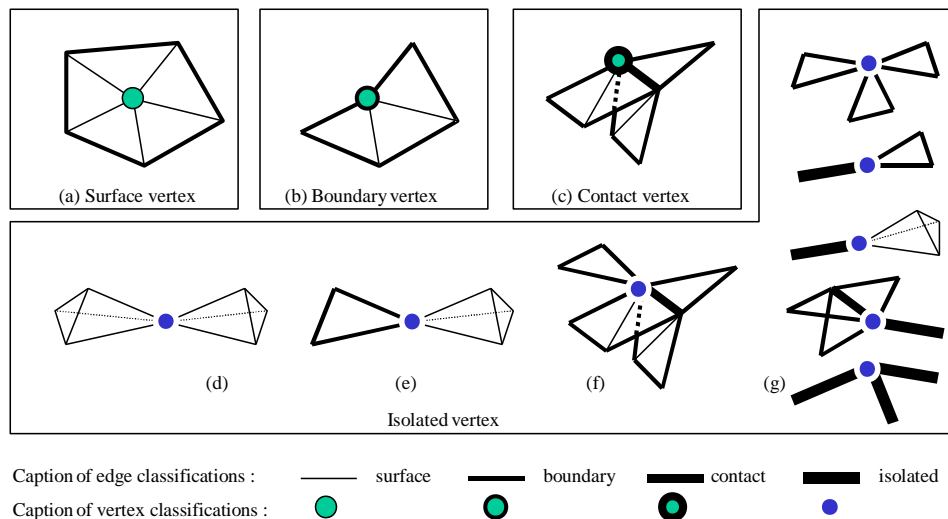 (a) Surface vertex
(b) Boundary vertex
(c) Contact vertex
(d)
(e)
(f)
(g)
Isolated vertex
Caption of edge classifications : surface boundary contact isolated
Caption of vertex classifications :